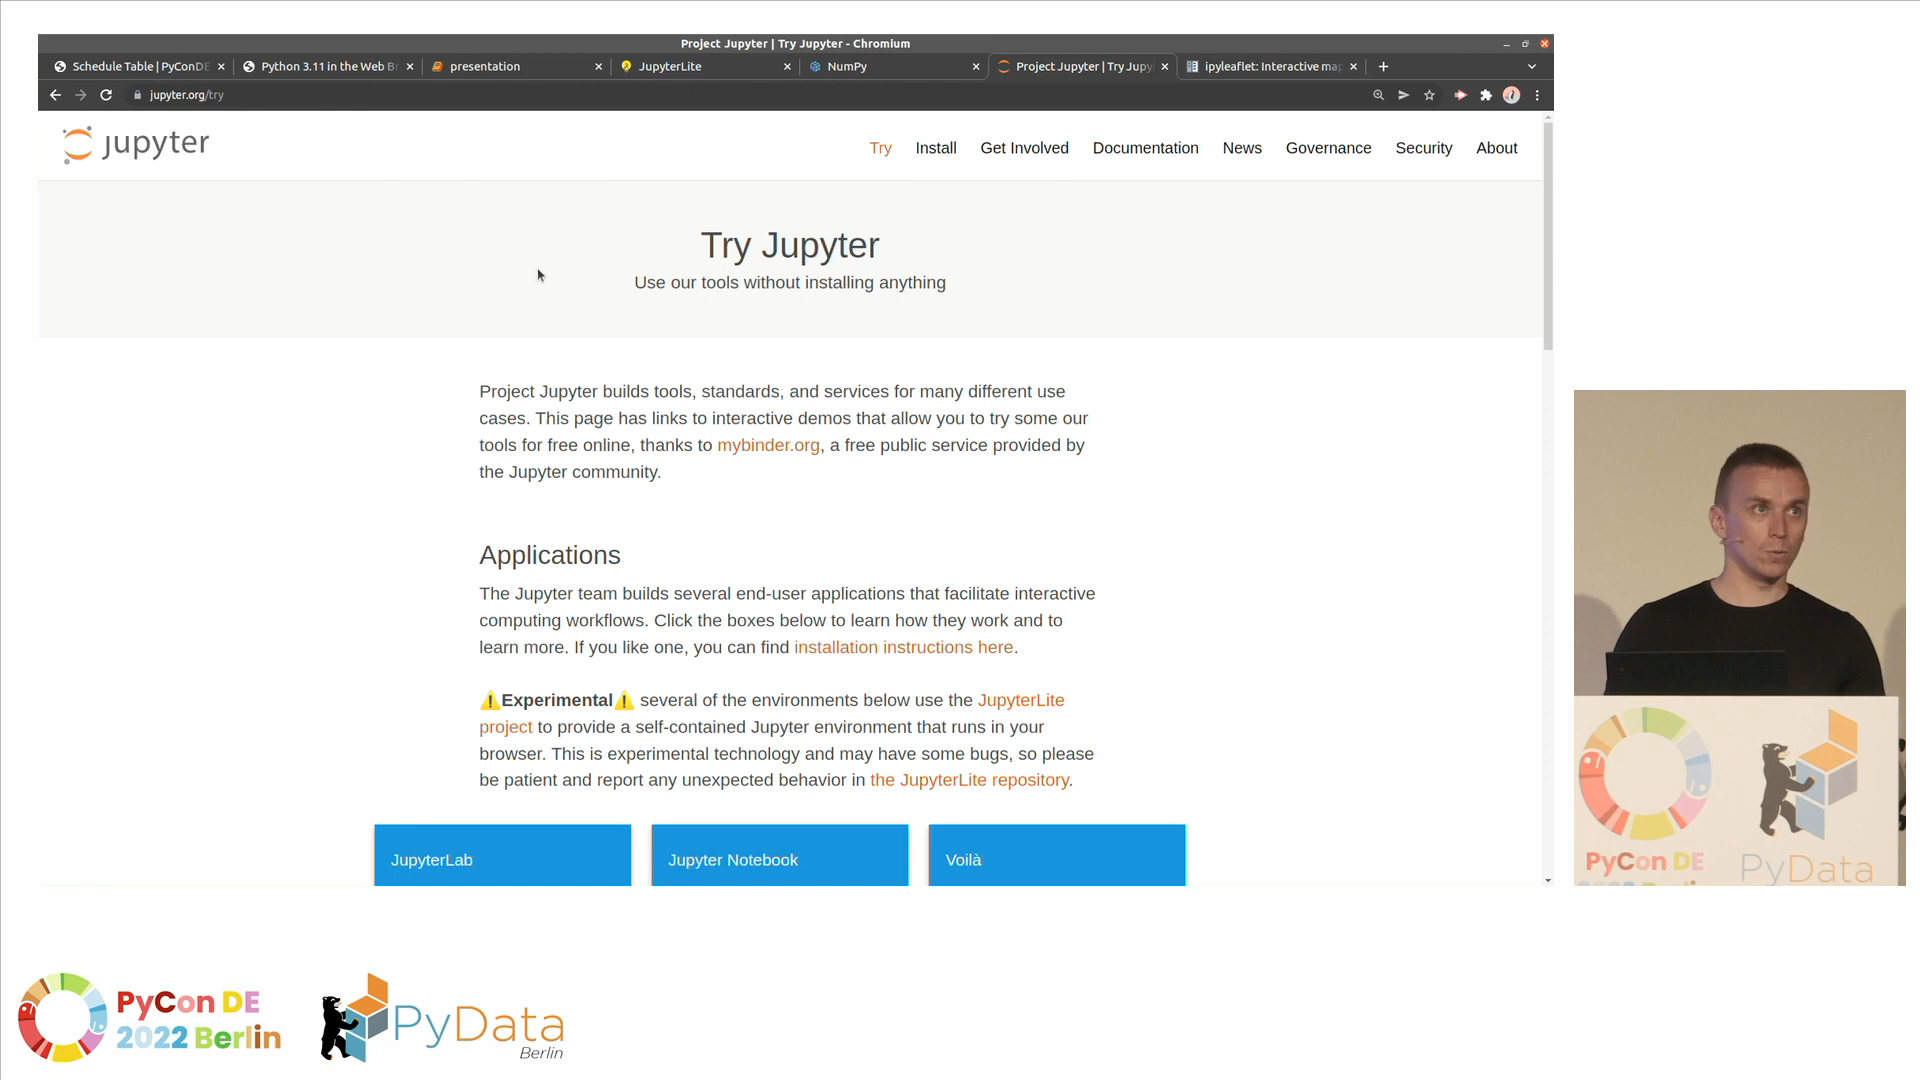 Project Jupyter | Try Jupyter - Chromium
Schedule Table | PyConDE
Python 3.11 in the Web Br
presentation
JupyterLite
NumPy
Project Jupyter | Try Jupy
ipyleaflet: Interactive ma
jupyter.org/try
jupyter
Try
Install
Get Involved
Documentation
News
Governance
Security
About
Try Jupyter
Use our tools without installing anything
Project Jupyter builds tools, standards, and services for many different use
cases. This page has links to interactive demos that allow you to try some our
tools for free online, thanks to mybinder.org, a free public service provided by
the Jupyter community.
Applications
The Jupyter team builds several end-user applications that facilitate interactive
computing workflows. Click the boxes below to learn how they work and to
learn more. If you like one, you can find installation instructions here.
⚠️Experimental⚠️ several of the environments below use the JupyterLite
project to provide a self-contained Jupyter environment that runs in your
browser. This is experimental technology and may have some bugs, so please
be patient and report any unexpected behavior in the JupyterLite repository.
JupyterLab
Jupyter Notebook
Voilà
PyCon DE
PyData
PyCon DE
2022 Berlin
PyData
Berlin